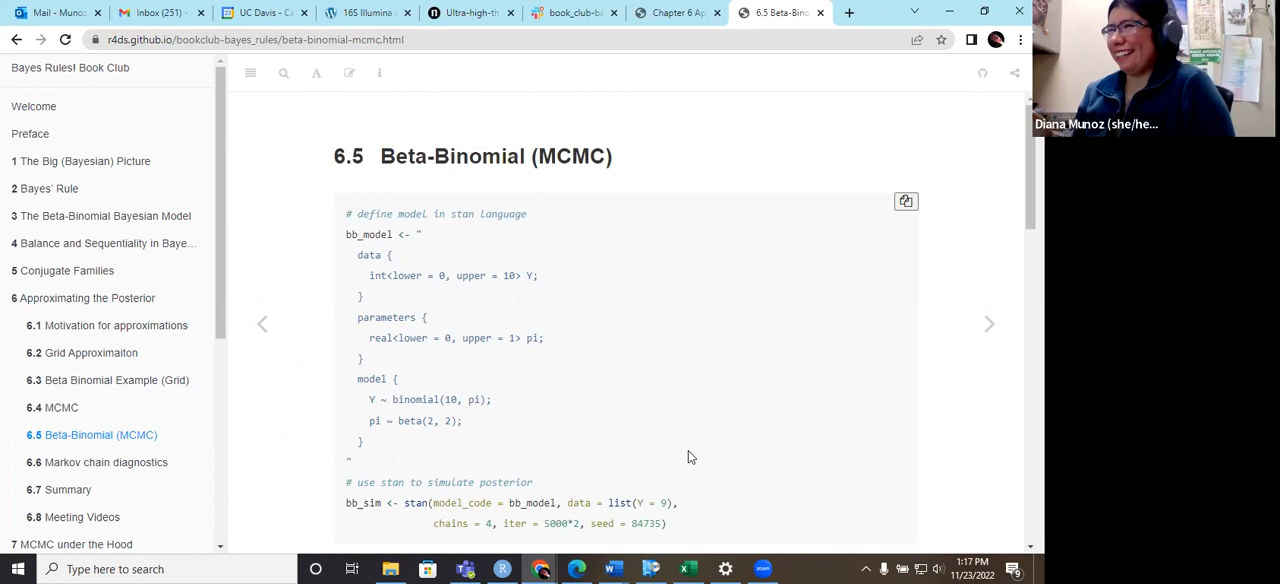 Mail - Munoz
Inbox (251) -
UC Davis - Ca
16S Illumina A
Ultra-high-th
book_club-ba
Chapter 6 Ap
6.5 Beta-Bino
r4ds.github.io/bookclub-bayes_rules/beta-binomial-mcmc.html
Bayes Rules! Book Club
Welcome
Preface
1 The Big (Bayesian) Picture
2 Bayes' Rule
3 The Beta-Binomial Bayesian Model
4 Balance and Sequentiality in Baye...
5 Conjugate Families
6 Approximating the Posterior
6.1 Motivation for approximations
6.2 Grid Approximaiton
6.3 Beta Binomial Example (Grid)
6.4 MCMC
6.5 Beta-Binomial (MCMC)
6.6 Markov chain diagnostics
6.7 Summary
6.8 Meeting Videos
7 MCMC under the Hood
6.5 Beta-Binomial (MCMC)
# define model in stan language
bb_model <- "
data {
int<lower = 0, upper = 10> Y;
}
parameters {
real<lower = 0, upper = 1> pi;
}
model {
Y ~ binomial(10, pi);
pi ~ beta(2, 2);
}
"
# use stan to simulate posterior
bb_sim <- stan(model_code = bb_model, data = list(Y = 9),
chains = 4, iter = 5000*2, seed = 84735)
Diana Munoz (she/he...
Type here to search
1:17 PM
11/23/2022